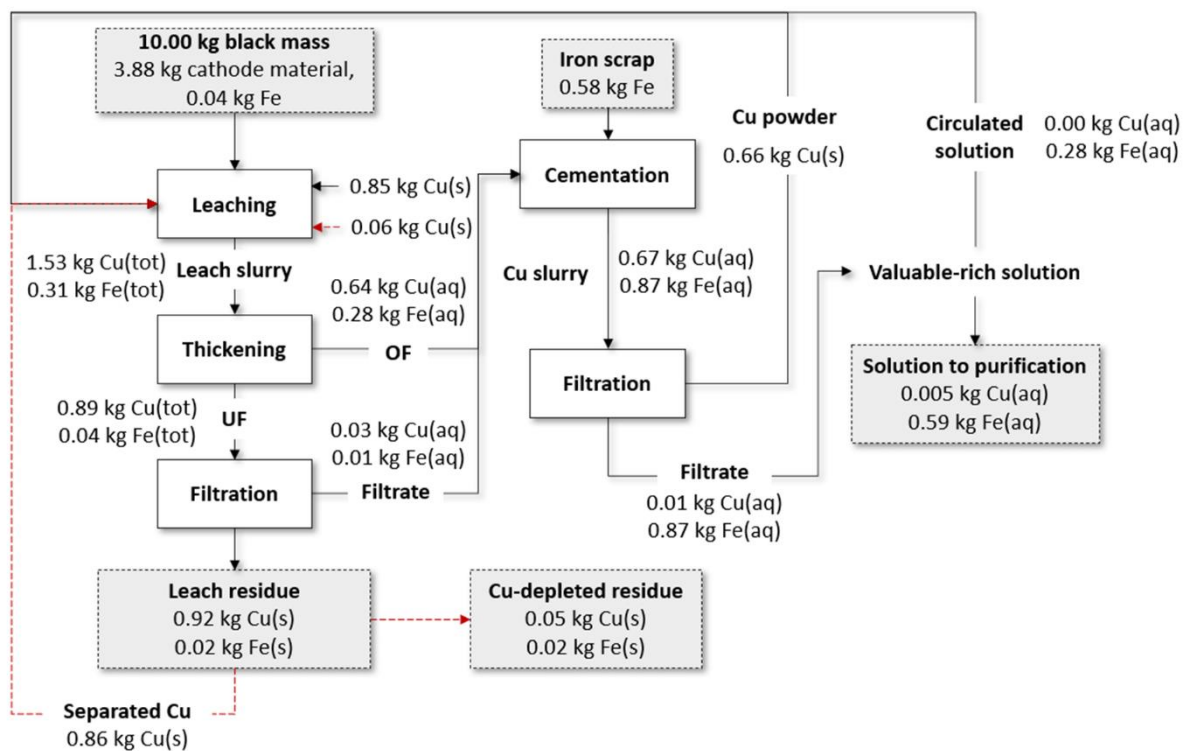 10.00 kg black mass
3.88 kg cathode material,
0.04 kg Fe
Iron scrap
0.58 kg Fe
Cu powder
0.66 kg Cu(s)
Circulated
solution
0.00 kg Cu(aq)
0.28 kg Fe(aq)
Leaching
0.85 kg Cu(s)
0.06 kg Cu(s)
Cementation
1.53 kg Cu(tot)
0.31 kg Fe(tot)
Leach slurry
0.64 kg Cu(aq)
0.28 kg Fe(aq)
Cu slurry
0.67 kg Cu(aq)
0.87 kg Fe(aq)
Valuable-rich solution
Thickening
OF
Filtration
Solution to purification
0.005 kg Cu(aq)
0.59 kg Fe(aq)
0.89 kg Cu(tot)
0.04 kg Fe(tot)
UF
0.03 kg Cu(aq)
0.01 kg Fe(aq)
Filtration
Filtrate
Filtrate
0.01 kg Cu(aq)
0.87 kg Fe(aq)
Leach residue
0.92 kg Cu(s)
0.02 kg Fe(s)
Cu-depleted residue
0.05 kg Cu(s)
0.02 kg Fe(s)
Separated Cu
0.86 kg Cu(s)